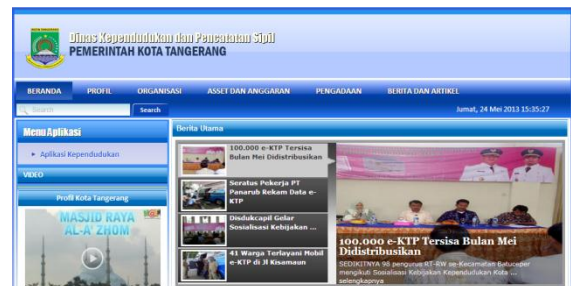 Dinas Kependudukan dan Pencatatan Sipil
PEMERINTAH KOTA TANGERANG
BERANDA PROFIL ORGANISASI ASSET DAN ANGGARAN PENGADAAN BERITA DAN ARTIKEL
Search Search Jumat, 24 Mei 2013 15:35:27
Menu Aplikasi
Aplikasi Kependudukan
VIDEO
Profil Kota Tangerang
MASJID RAYA
AL-A' ZHOM
Berita Utama
100.000 e-KTP Tersisa
Bulan Mei Didistribusikan
Seratus Pekerja PT
Panarub Rekam Data e-
KTP
Disdukcapil Gelar
Sosialisasi Kebijakan ...
41 Warga Terlayani Mobil
e-KTP di Jl Kisamaun
100.000 e-KTP Tersisa Bulan Mei
Didistribusikan
SEDIKITNYA 98 pengurus RT-RW se-Kecamatan Batuceper
mengikuti Sosialisasi Kebijakan Kependudukan Kota ...
selengkapnya